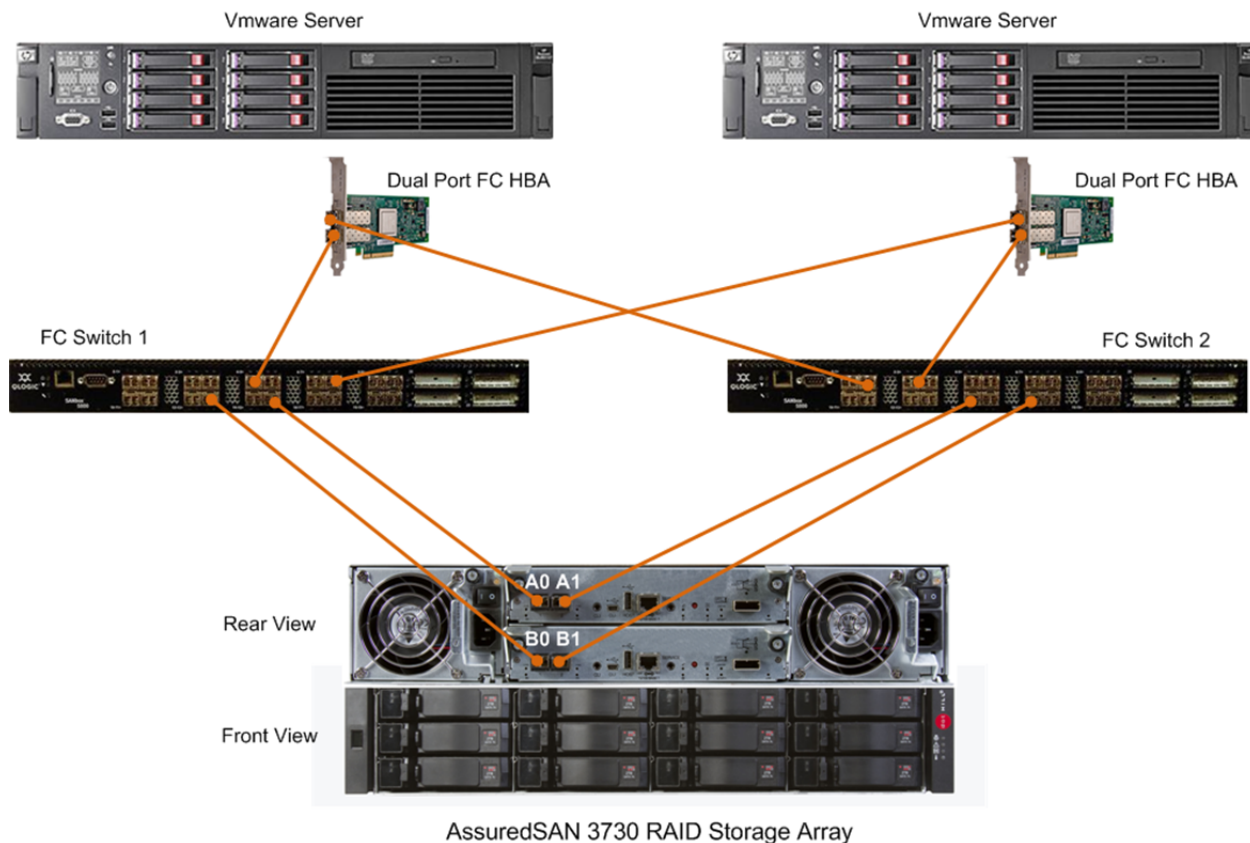 Vmware Server
Vmware Server
Dual Port FC HBA
Dual Port FC HBA
FC Switch 1
FC Switch 2
QLOGIC
QLOGIC
A0 A1
Rear View
B0 B1
Front View
AssuredSAN 3730 RAID Storage Array